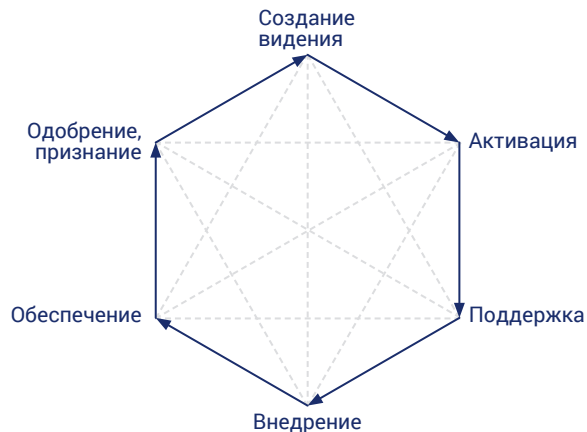 Создание
видения
Одобрение,
признание
Активация
Обеспечение
Поддержка
Внедрение